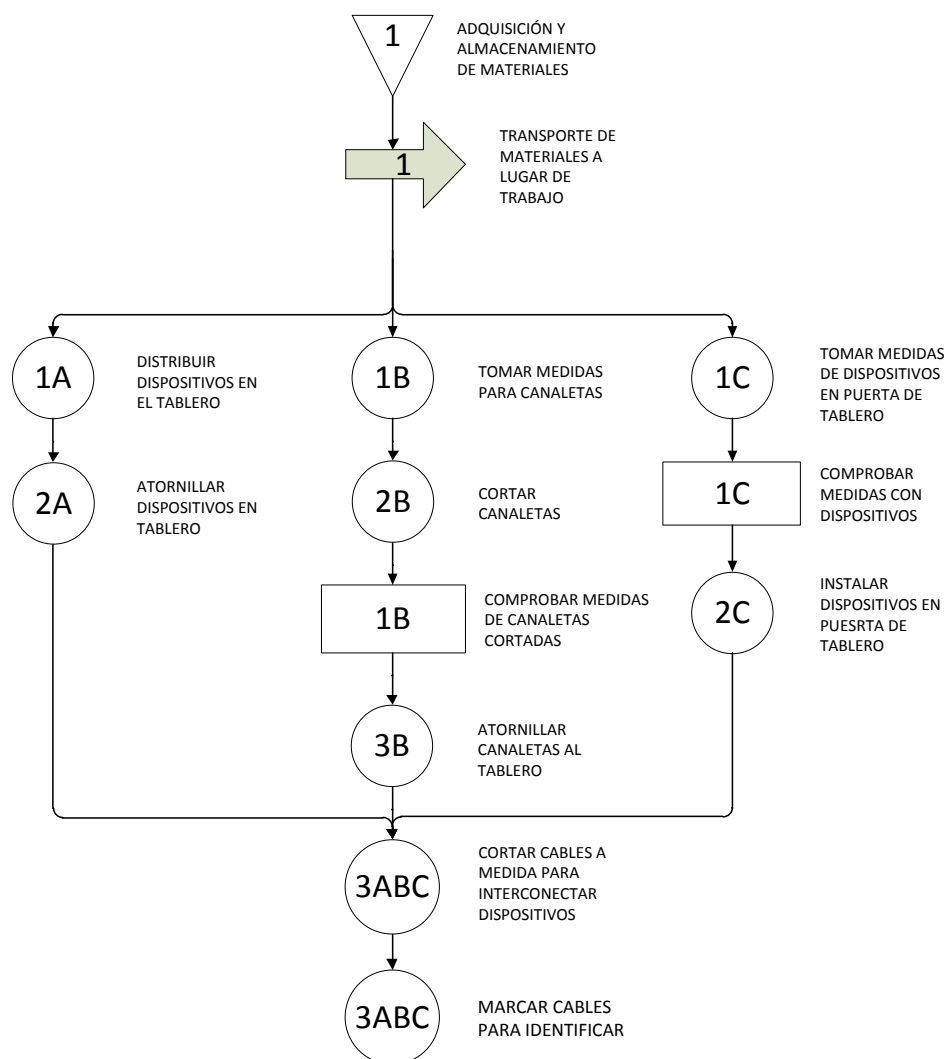 1
ADQUISICIÓN Y
ALMACENAMIENTO
DE MATERIALES
1
TRANSPORTE DE
MATERIALES A
LUGAR DE
TRABAJO
1A
DISTRIBUIR
DISPOSITIVOS EN
EL TABLERO
1B
TOMAR MEDIDAS
PARA CANALETAS
1C
TOMAR MEDIDAS
DE DISPOSITIVOS
EN PUERTA DE
TABLERO
2A
ATORNILLAR
DISPOSITIVOS EN
TABLERO
2B
CORTAR
CANALETAS
1C
COMPROBAR
MEDIDAS CON
DISPOSITIVOS
1B
COMPROBAR MEDIDAS
DE CANALETAS
CORTADAS
2C
INSTALAR
DISPOSITIVOS EN
PUESRTA DE
TABLERO
3B
ATORNILLAR
CANALETAS AL
TABLERO
3ABC
CORTAR CABLES A
MEDIDA PARA
INTERCONECTAR
DISPOSITIVOS
3ABC
MARCAR CABLES
PARA IDENTIFICAR